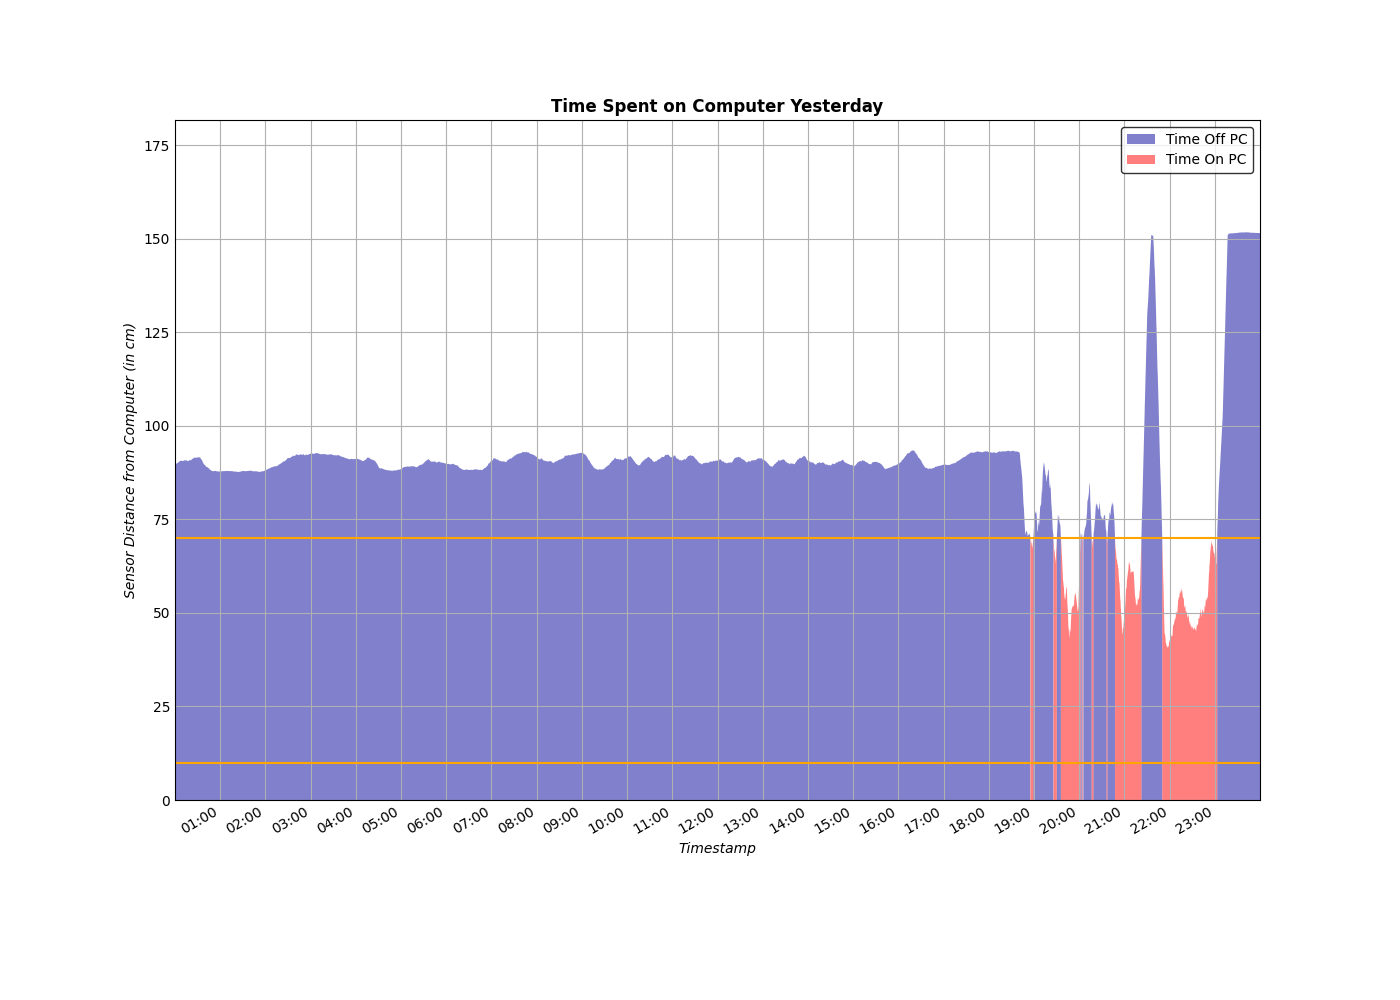 Time Spent on Computer Yesterday
Time Off PC
Time On PC
175
150
125
100
75
50
25
0
Sensor Distance from Computer (in cm)
01:00 02:00 03:00 04:00 05:00 06:00 07:00 08:00 09:00 10:00 11:00 12:00 13:00 14:00 15:00 16:00 17:00 18:00 19:00 20:00 21:00 22:00 23:00
Timestamp